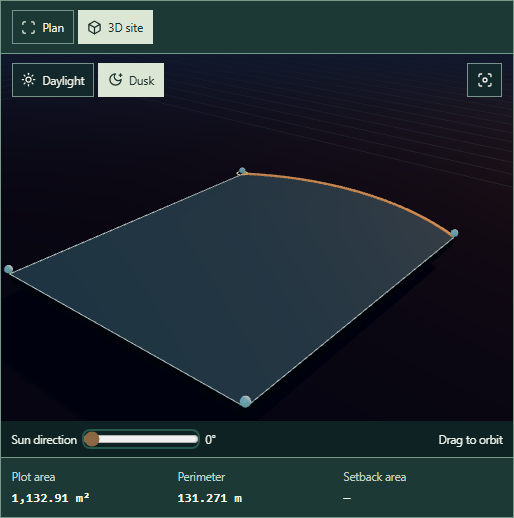 Plan 3D site
Daylight Dusk
Sun direction 0° Drag to orbit
Plot area Perimeter Setback area
1,132.91 m² 131.271 m —